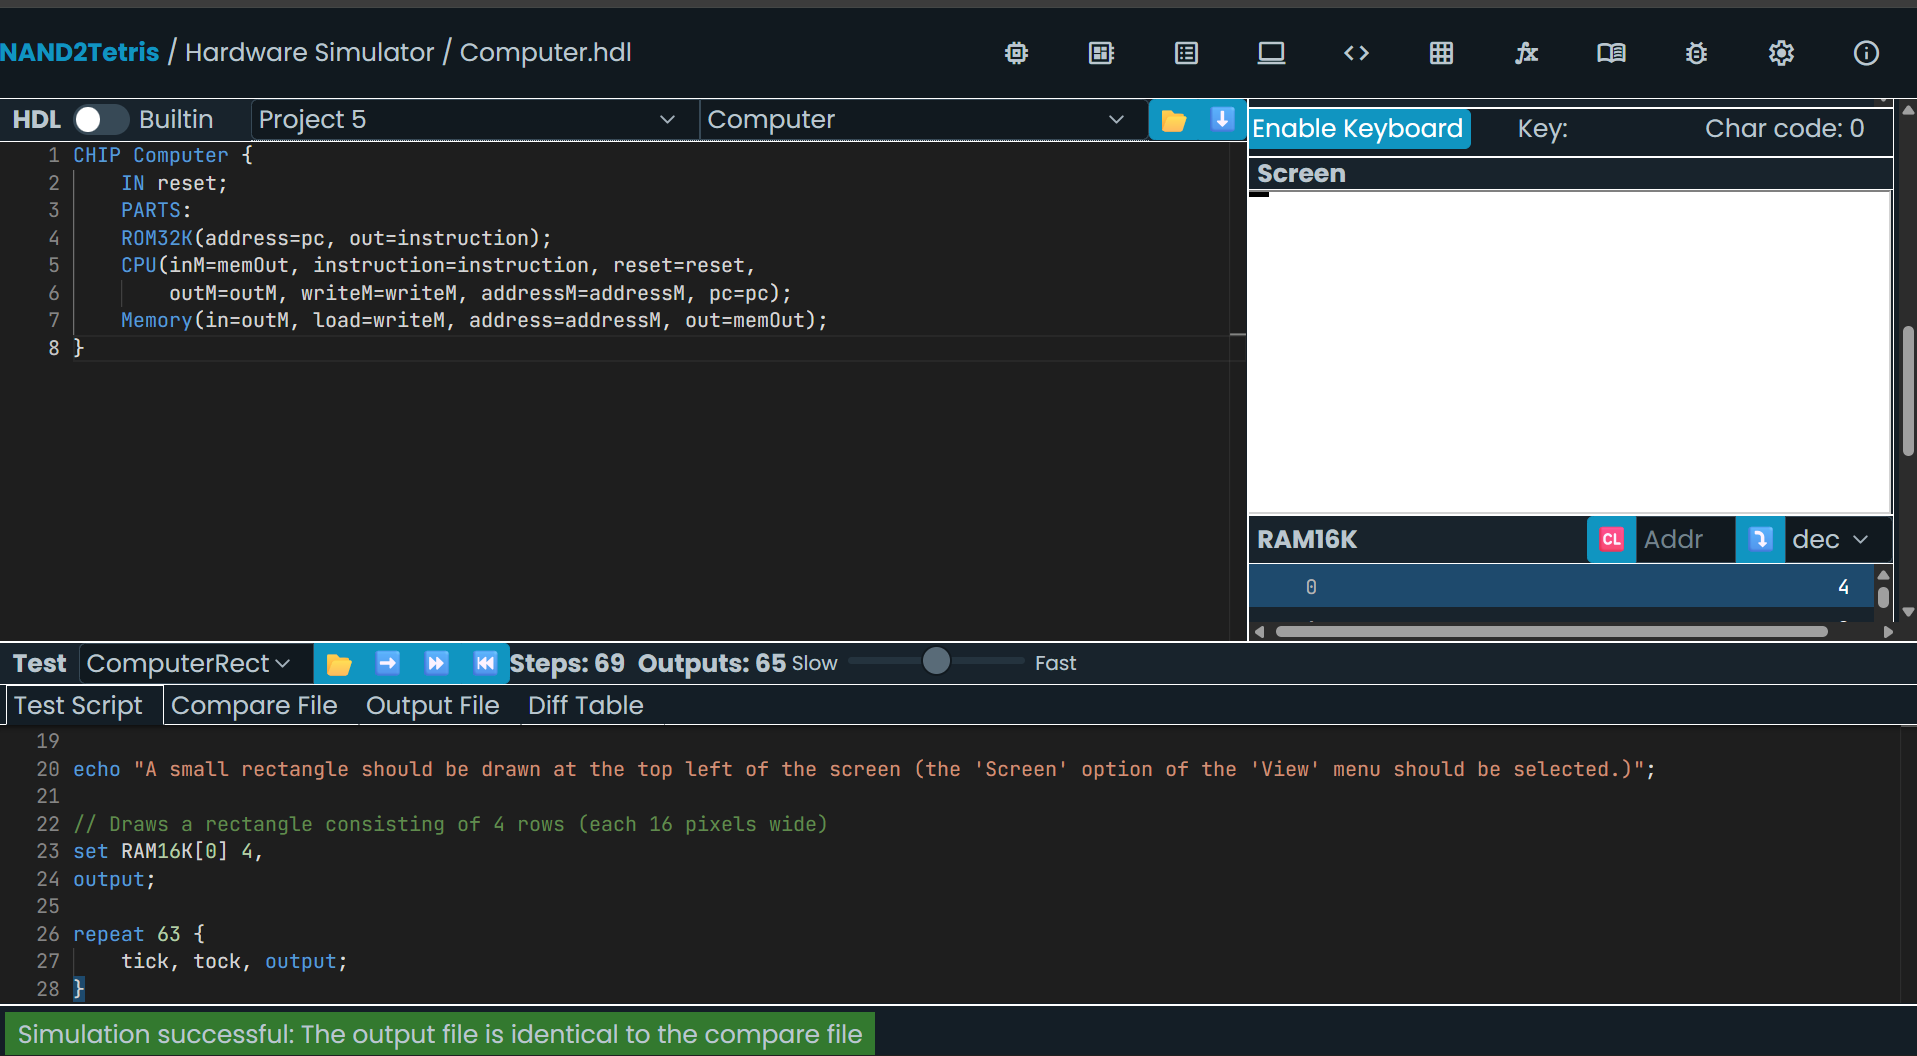 NAND2Tetris / Hardware Simulator / Computer.hdl
HDL Builtin Project 5 Computer
1 CHIP Computer {
2 IN reset;
3 PARTS:
4 ROM32K(address=pc, out=instruction);
5 CPU(inM=memOut, instruction=instruction, reset=reset,
6 outM=outM, writeM=writeM, addressM=addressM, pc=pc);
7 Memory(in=outM, load=writeM, address=addressM, out=memOut);
8 }
Enable Keyboard Key: Char code: 0
Screen
RAM16K CL Addr dec
0 4
Test ComputerRect Steps: 69 Outputs: 65 Slow Fast
Test Script Compare File Output File Diff Table
19
20 echo "A small rectangle should be drawn at the top left of the screen (the 'Screen' option of the 'View' menu should be selected.)";
21
22 // Draws a rectangle consisting of 4 rows (each 16 pixels wide)
23 set RAM16K[0] 4,
24 output;
25
26 repeat 63 {
27 tick, tock, output;
28 }
Simulation successful: The output file is identical to the compare file